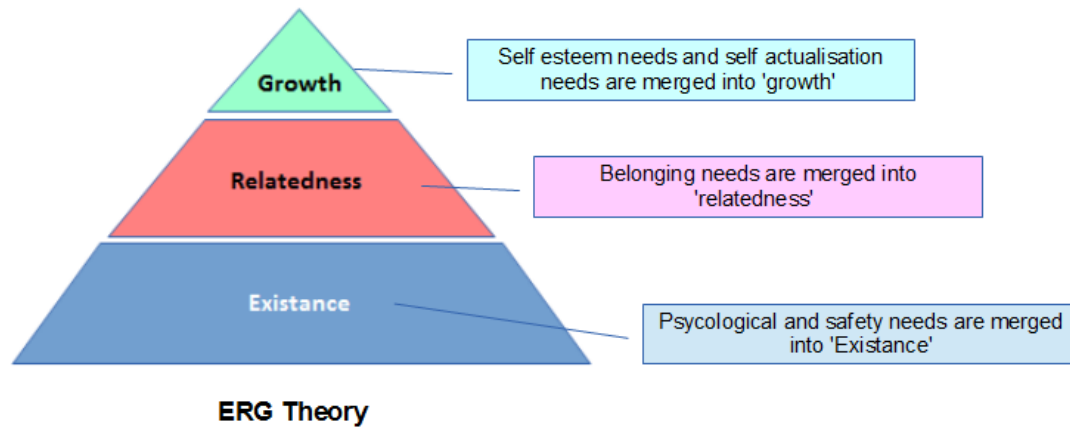 Growth
Self esteem needs and self actualisation
needs are merged into 'growth'
Relatedness
Belonging needs are merged into
'relatedness'
Existance
Psycological and safety needs are merged
into 'Existance'
ERG Theory